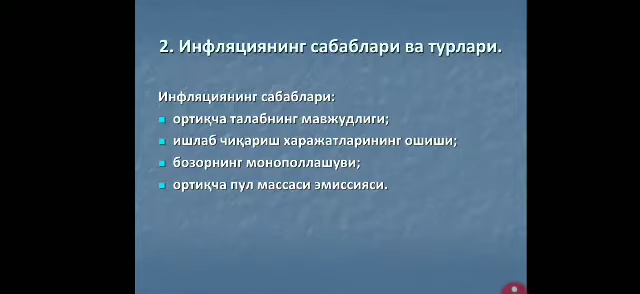 2. Инфляциянинг сабаблари ва турлари.
Инфляциянинг сабаблари:
ортиқча талабнинг мавжудлиги;
ишлаб чиқариш харажатларининг ошиши;
бозорнинг монополлашуви;
ортиқча пул массаси эмиссияси.